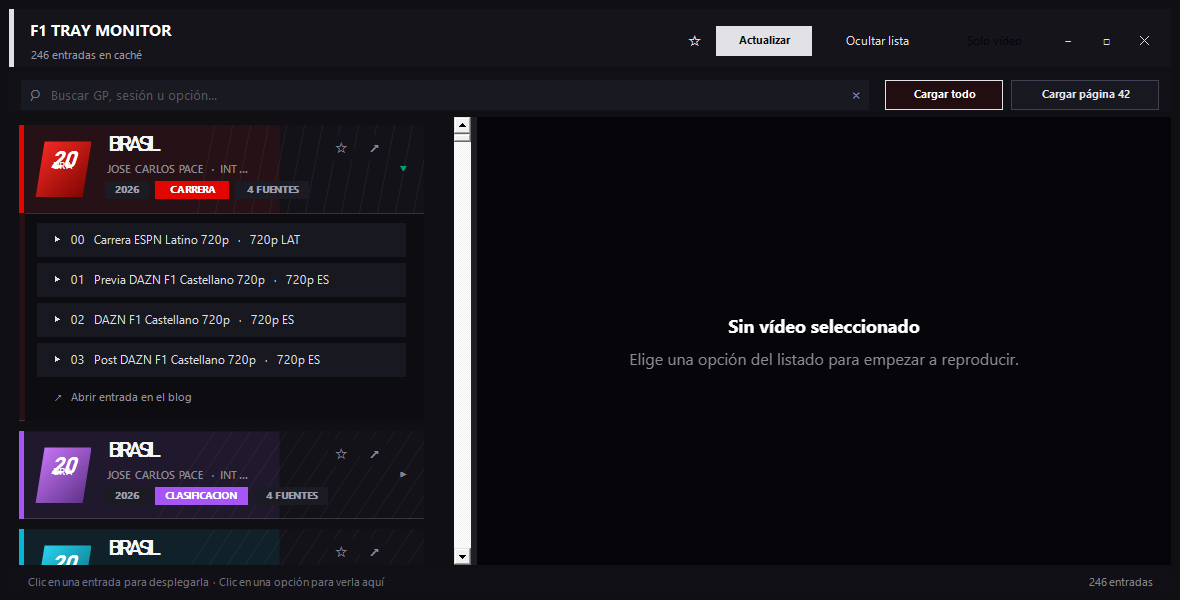 F1 TRAY MONITOR
246 entradas en caché
☆ Actualizar Ocultar lista Solo vídeo
Buscar GP, sesión u opción...
Cargar todo Cargar página 42
20
BRA
BRASIL
JOSE CARLOS PACE · INT ...
2026 CARRERA 4 FUENTES
00 Carrera ESPN Latino 720p · 720p LAT
01 Previa DAZN F1 Castellano 720p · 720p ES
02 DAZN F1 Castellano 720p · 720p ES
03 Post DAZN F1 Castellano 720p · 720p ES
Abrir entrada en el blog
20
BRA
BRASIL
JOSE CARLOS PACE · INT ...
2026 CLASIFICACION 4 FUENTES
20
BRASIL
Sin vídeo seleccionado
Elige una opción del listado para empezar a reproducir.
Clic en una entrada para desplegarla · Clic en una opción para verla aquí
246 entradas